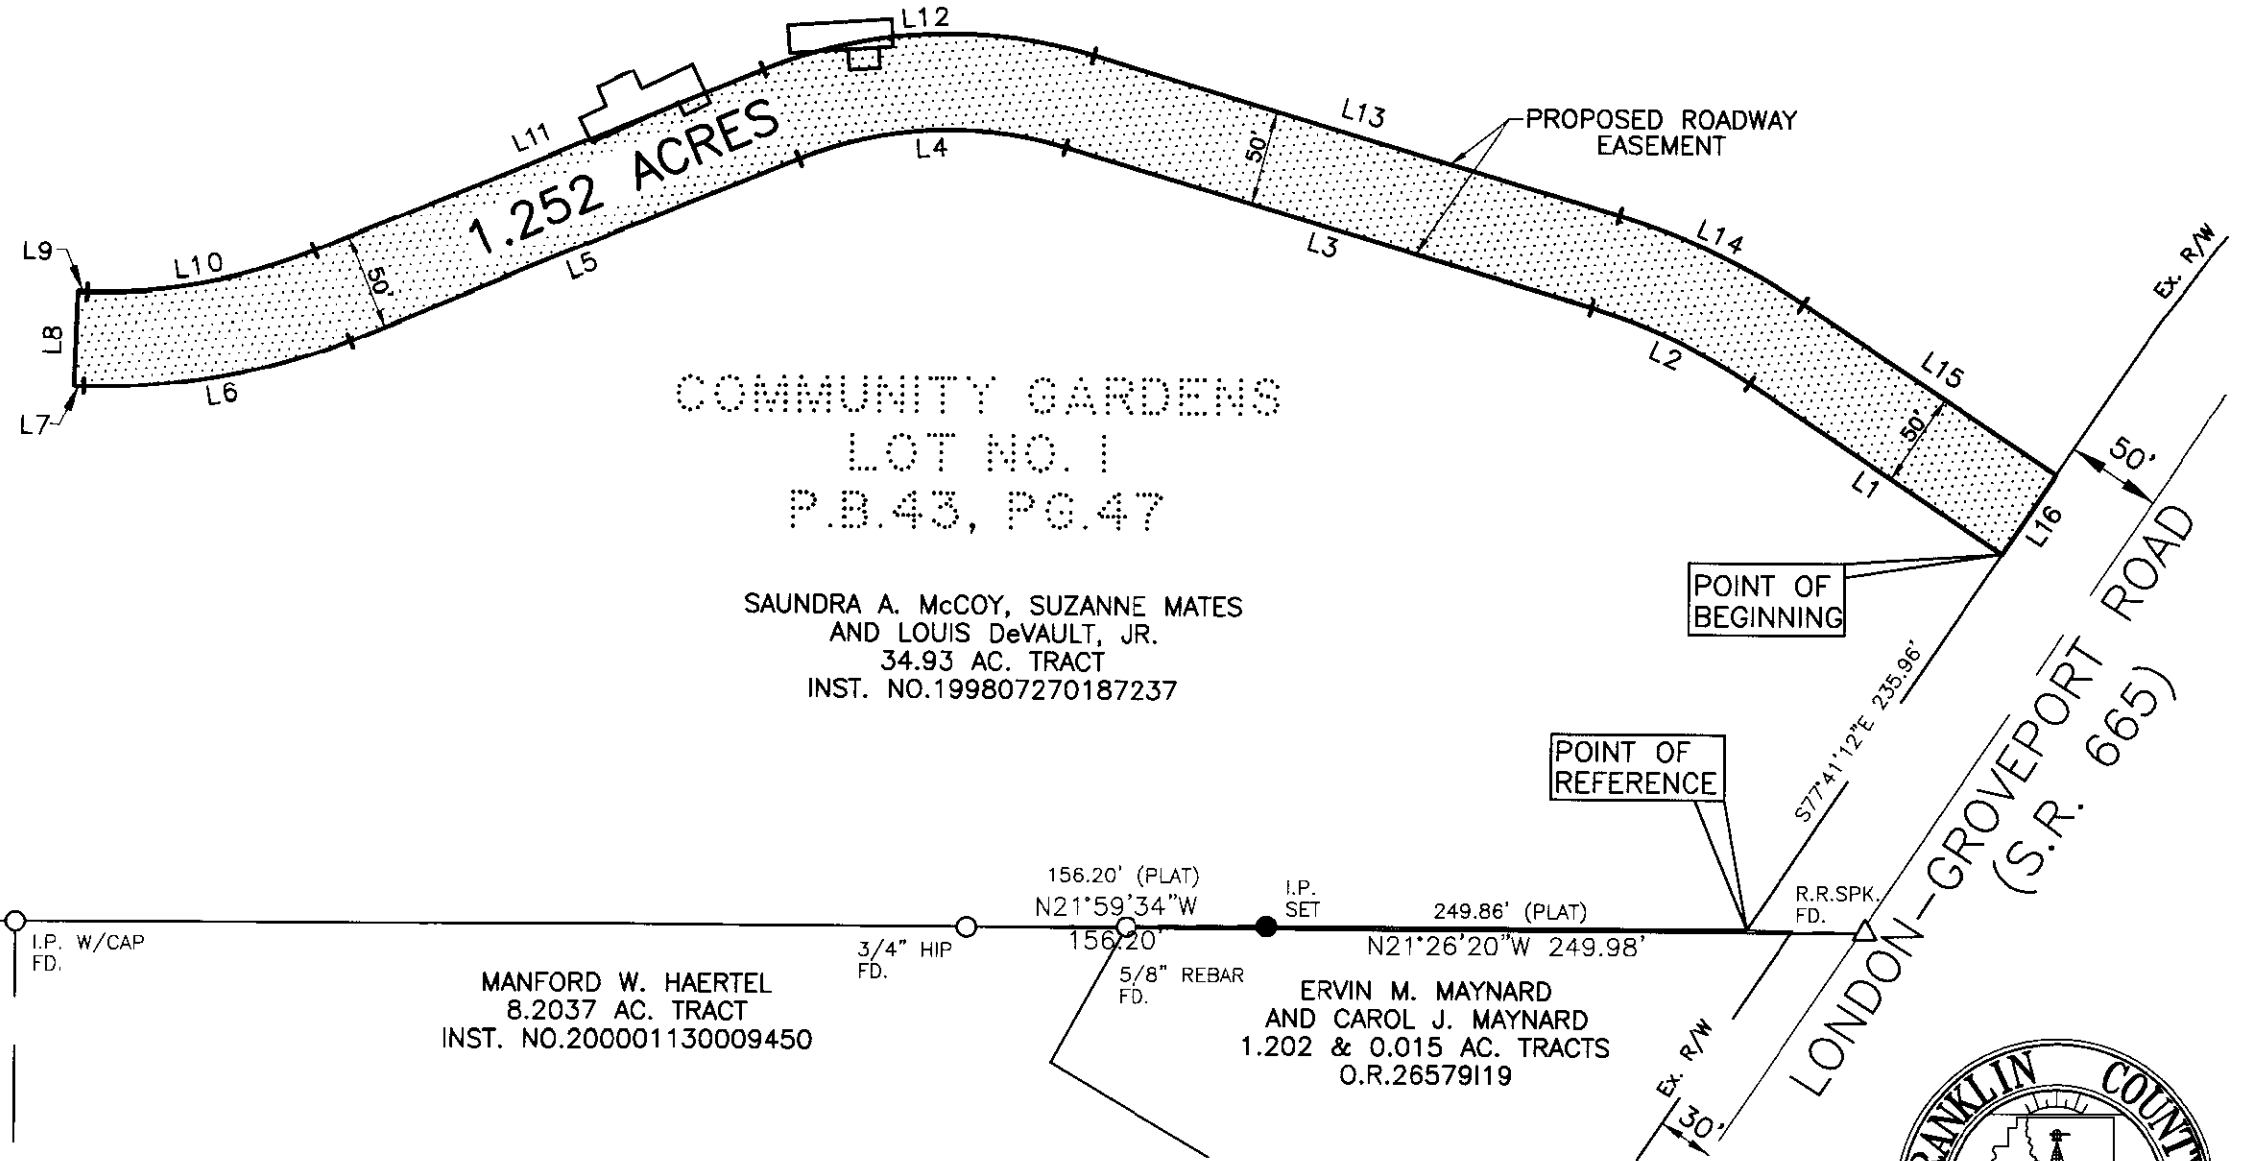 L12
L13
PROPOSED ROADWAY
EASEMENT
L11
1.252 ACRES
L4
50'
L3
L14
Ex. R/W
L9
L10
L5
50'
L8
L6
L7
L2
L15
50'
L1
50'
L16
COMMUNITY GARDENS
LOT NO. 1
P.B.43, PG.47
POINT OF
BEGINNING
SAUNDRA A. McCOY, SUZANNE MATES
AND LOUIS DeVAULT, JR.
34.93 AC. TRACT
INST. NO.199807270187237
S77°41'12"E 235.96'
LONDON-GROVEPORT ROAD
(S.R. 665)
POINT OF
REFERENCE
156.20' (PLAT)
N21°59'34"W
156.20'
I.P.
SET
249.86' (PLAT)
N21°26'20"W 249.98'
R.R.SPK.
FD.
I.P. W/CAP
FD.
3/4" HIP
FD.
5/8" REBAR
FD.
MANFORD W. HAERTEL
8.2037 AC. TRACT
INST. NO.200001130009450
ERVIN M. MAYNARD
AND CAROL J. MAYNARD
1.202 & 0.015 AC. TRACTS
O.R.26579I19
Ex. R/W
30'
RANKLIN COUNT